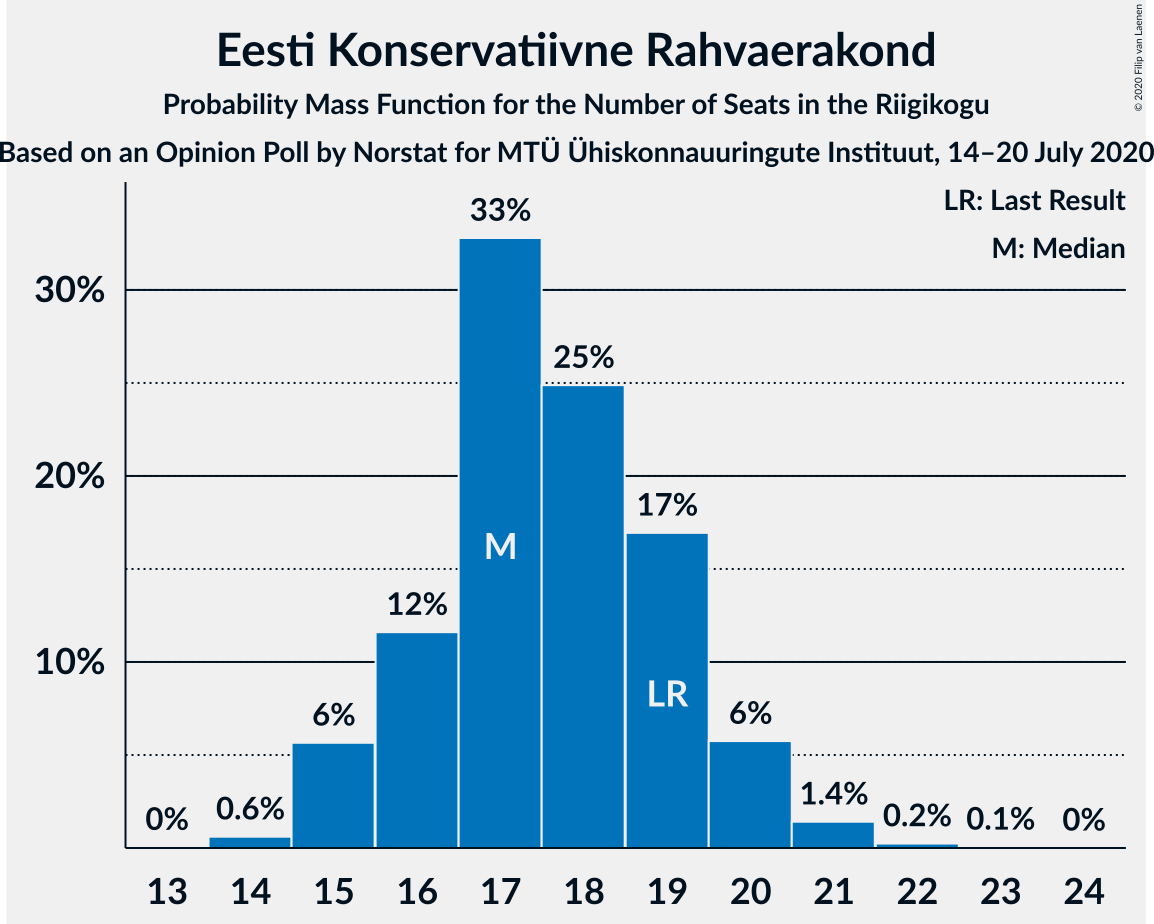 Eesti Konservatiivne Rahvaerakond
Probability Mass Function for the Number of Seats in the Riigikogu
Based on an Opinion Poll by Norstat for MTÜ Ühiskonnauuringute Instituut, 14–20 July 2020
© 2020 Filip van Laenen
LR: Last Result
M: Median
33%
30%
25%
20%
17%
M
12%
10%
LR
6%
6%
0%
0.6%
1.4%
0.2%
0.1%
0%
13 14 15 16 17 18 19 20 21 22 23 24